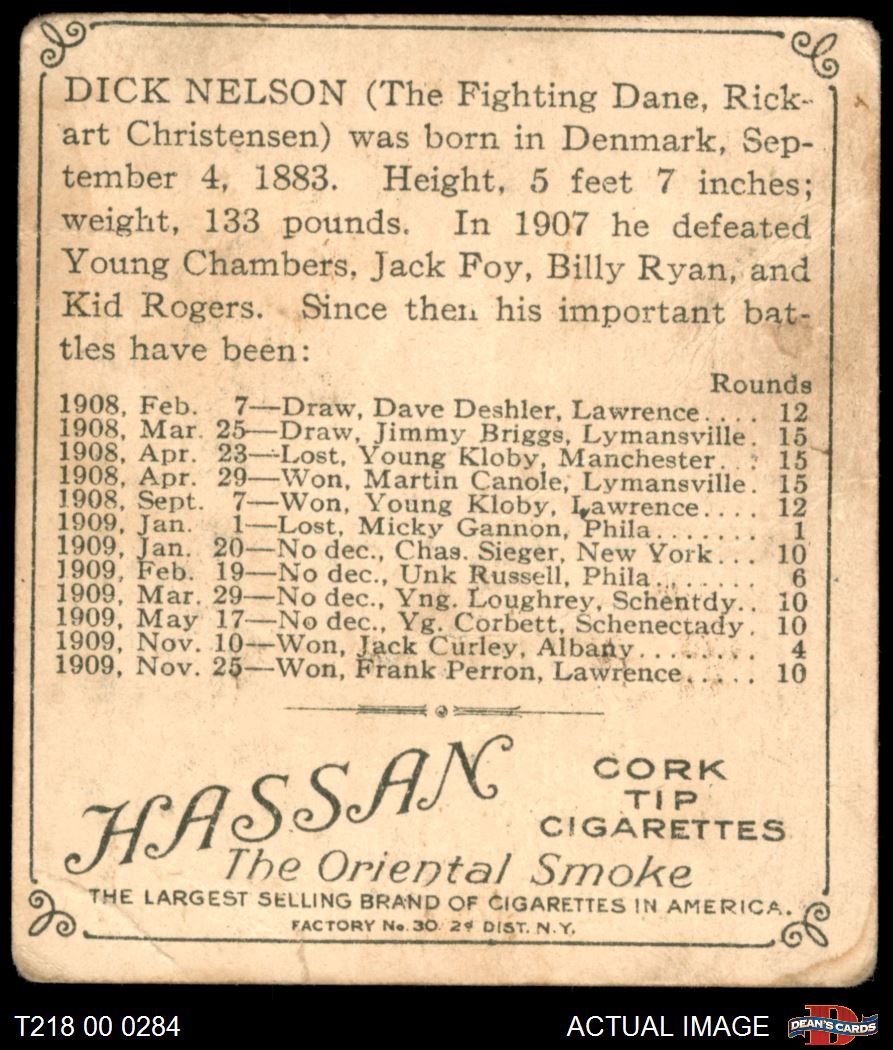 DICK NELSON (The Fighting Dane, Rick-
art Christensen) was born in Denmark, Sep-
tember 4, 1883. Height, 5 feet 7 inches;
weight, 133 pounds. In 1907 he defeated
Young Chambers, Jack Foy, Billy Ryan, and
Kid Rogers. Since then his important bat-
tles have been:
Rounds
1908, Feb. 7—Draw, Dave Deshler, Lawrence.... 12
1908, Mar. 25—Draw, Jimmy Briggs, Lymansville. 15
1908, Apr. 23—Lost, Young Kloby, Manchester... 15
1908, Apr. 29—Won, Martin Canole, Lymansville. 15
1908, Sept. 7—Won, Young Kloby, Lawrence.... 12
1909, Jan. 1—Lost, Micky Gannon, Phila....... 1
1909, Jan. 20—No dec., Chas. Sieger, New York... 10
1909, Feb. 19—No dec., Unk Russell, Phila....... 6
1909, Mar. 29—No dec., Yng. Loughrey, Schentdy.. 10
1909, May 17—No dec., Yg. Corbett, Schenectady. 10
1909, Nov. 10—Won, Jack Curley, Albany........ 4
1909, Nov. 25—Won, Frank Perron, Lawrence..... 10
HASSAN
CORK
TIP
CIGARETTES
The Oriental Smoke
THE LARGEST SELLING BRAND OF CIGARETTES IN AMERICA.
FACTORY No. 30. 2d DIST. N.Y.
T218 00 0284
ACTUAL IMAGE
DEAN'S CARDS